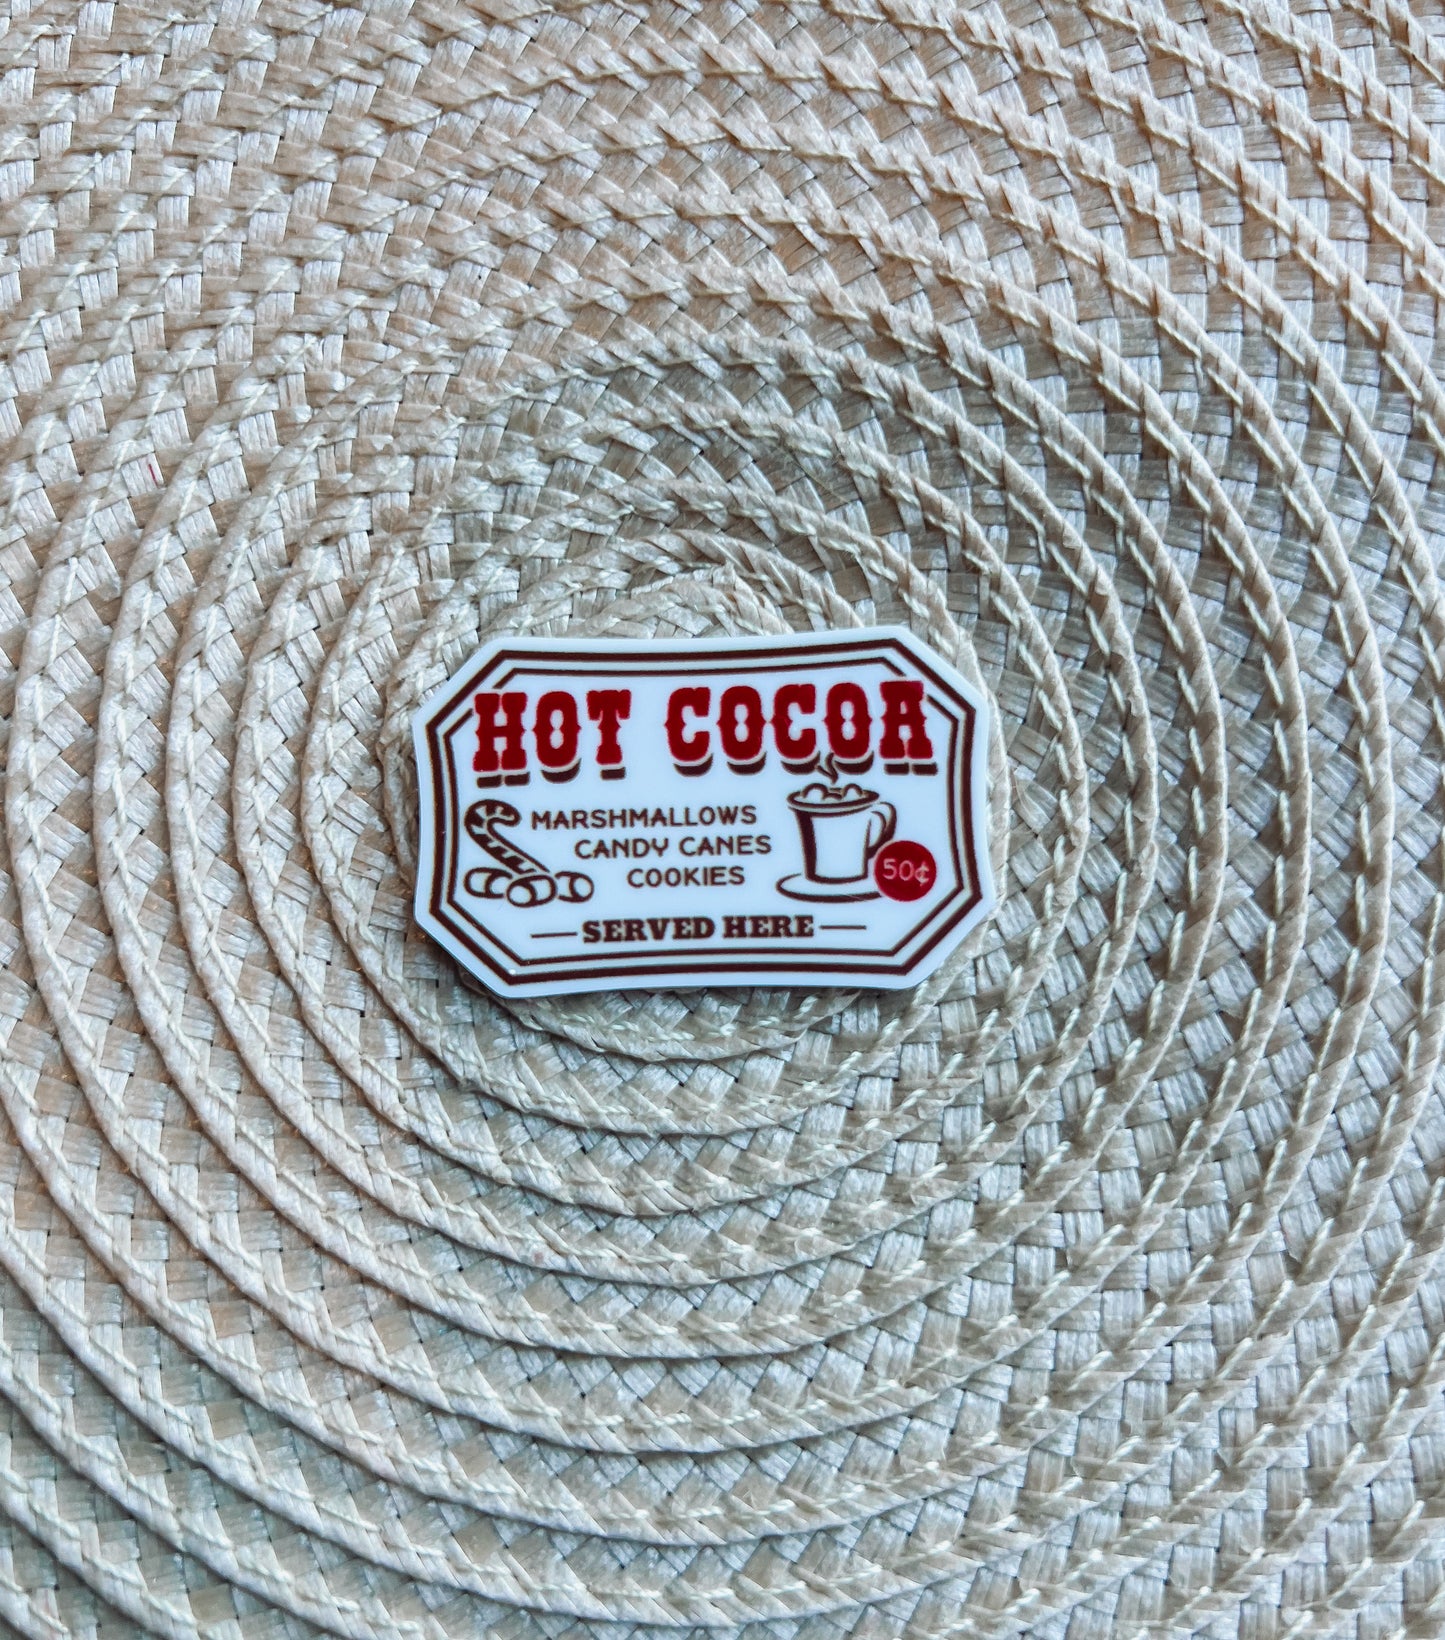 HOT COCOA
MARSHMALLOWS
CANDY CANES
COOKIES
50¢
SERVED HERE